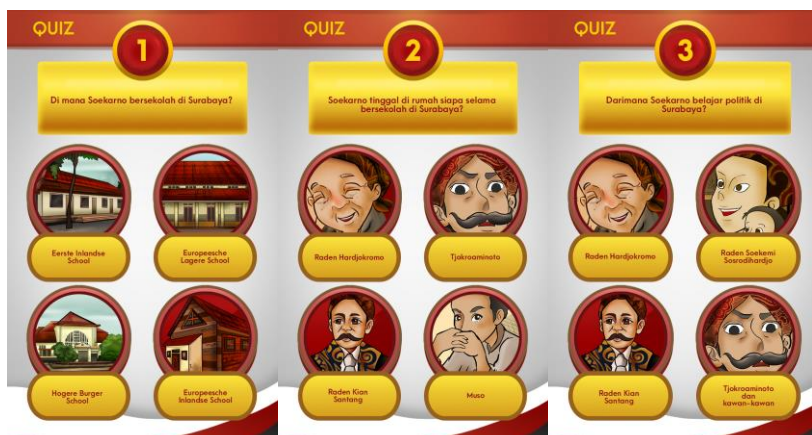 QUIZ
1
Di mana Soekarno bersekolah di Surabaya?
Eerste Inlandse
School
Europeesche
Lagere School
Hogere Burger
School
Europeesche
Inlandse School
QUIZ
2
Soekarno tinggal di rumah siapa selama
bersekolah di Surabaya?
Raden Hardjokromo
Tjokroaminoto
Raden Kian
Santang
Muso
QUIZ
3
Darimana Soekarno belajar politik di
Surabaya?
Raden Hardjokromo
Raden Soekemi
Sosrodihardjo
Raden Kian
Santang
Tjokroaminoto
dan
kawan-kawan